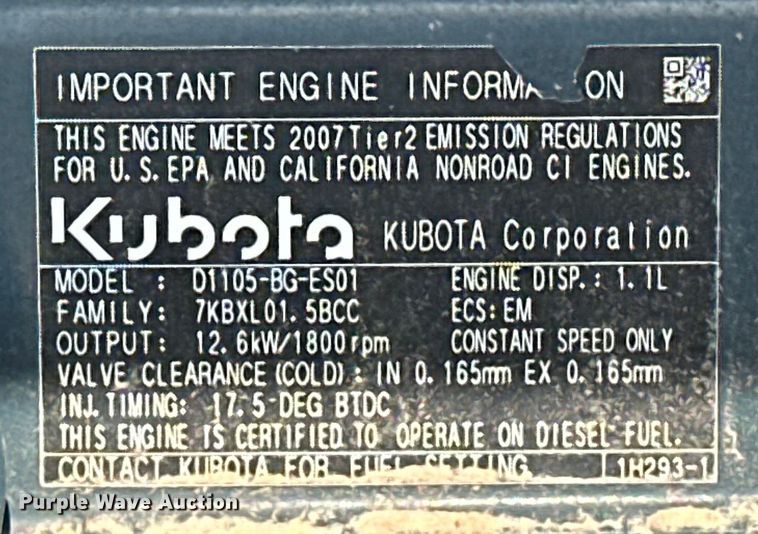 IMPORTANT ENGINE INFORMA ON
THIS ENGINE MEETS 2007 Tier2 EMISSION REGULATIONS
FOR U.S. EPA AND CALIFORNIA NONROAD CI ENGINES.
Kubota KUBOTA Corporation
MODEL : D1105-BG-ES01 ENGINE DISP.: 1.1L
FAMILY: 7KBXL01.5BCC ECS: EM
OUTPUT: 12.6kW/1800rpm CONSTANT SPEED ONLY
VALVE CLEARANCE(COLD): IN 0.165mm EX 0.165mm
INJ.TIMING: 17.5 DEG BTDC
THIS ENGINE IS CERTIFIED TO OPERATE ON DIESEL FUEL.
CONTACT KUBOTA FOR FUEL SETTING. 1H293-1
Purple Wave Auction